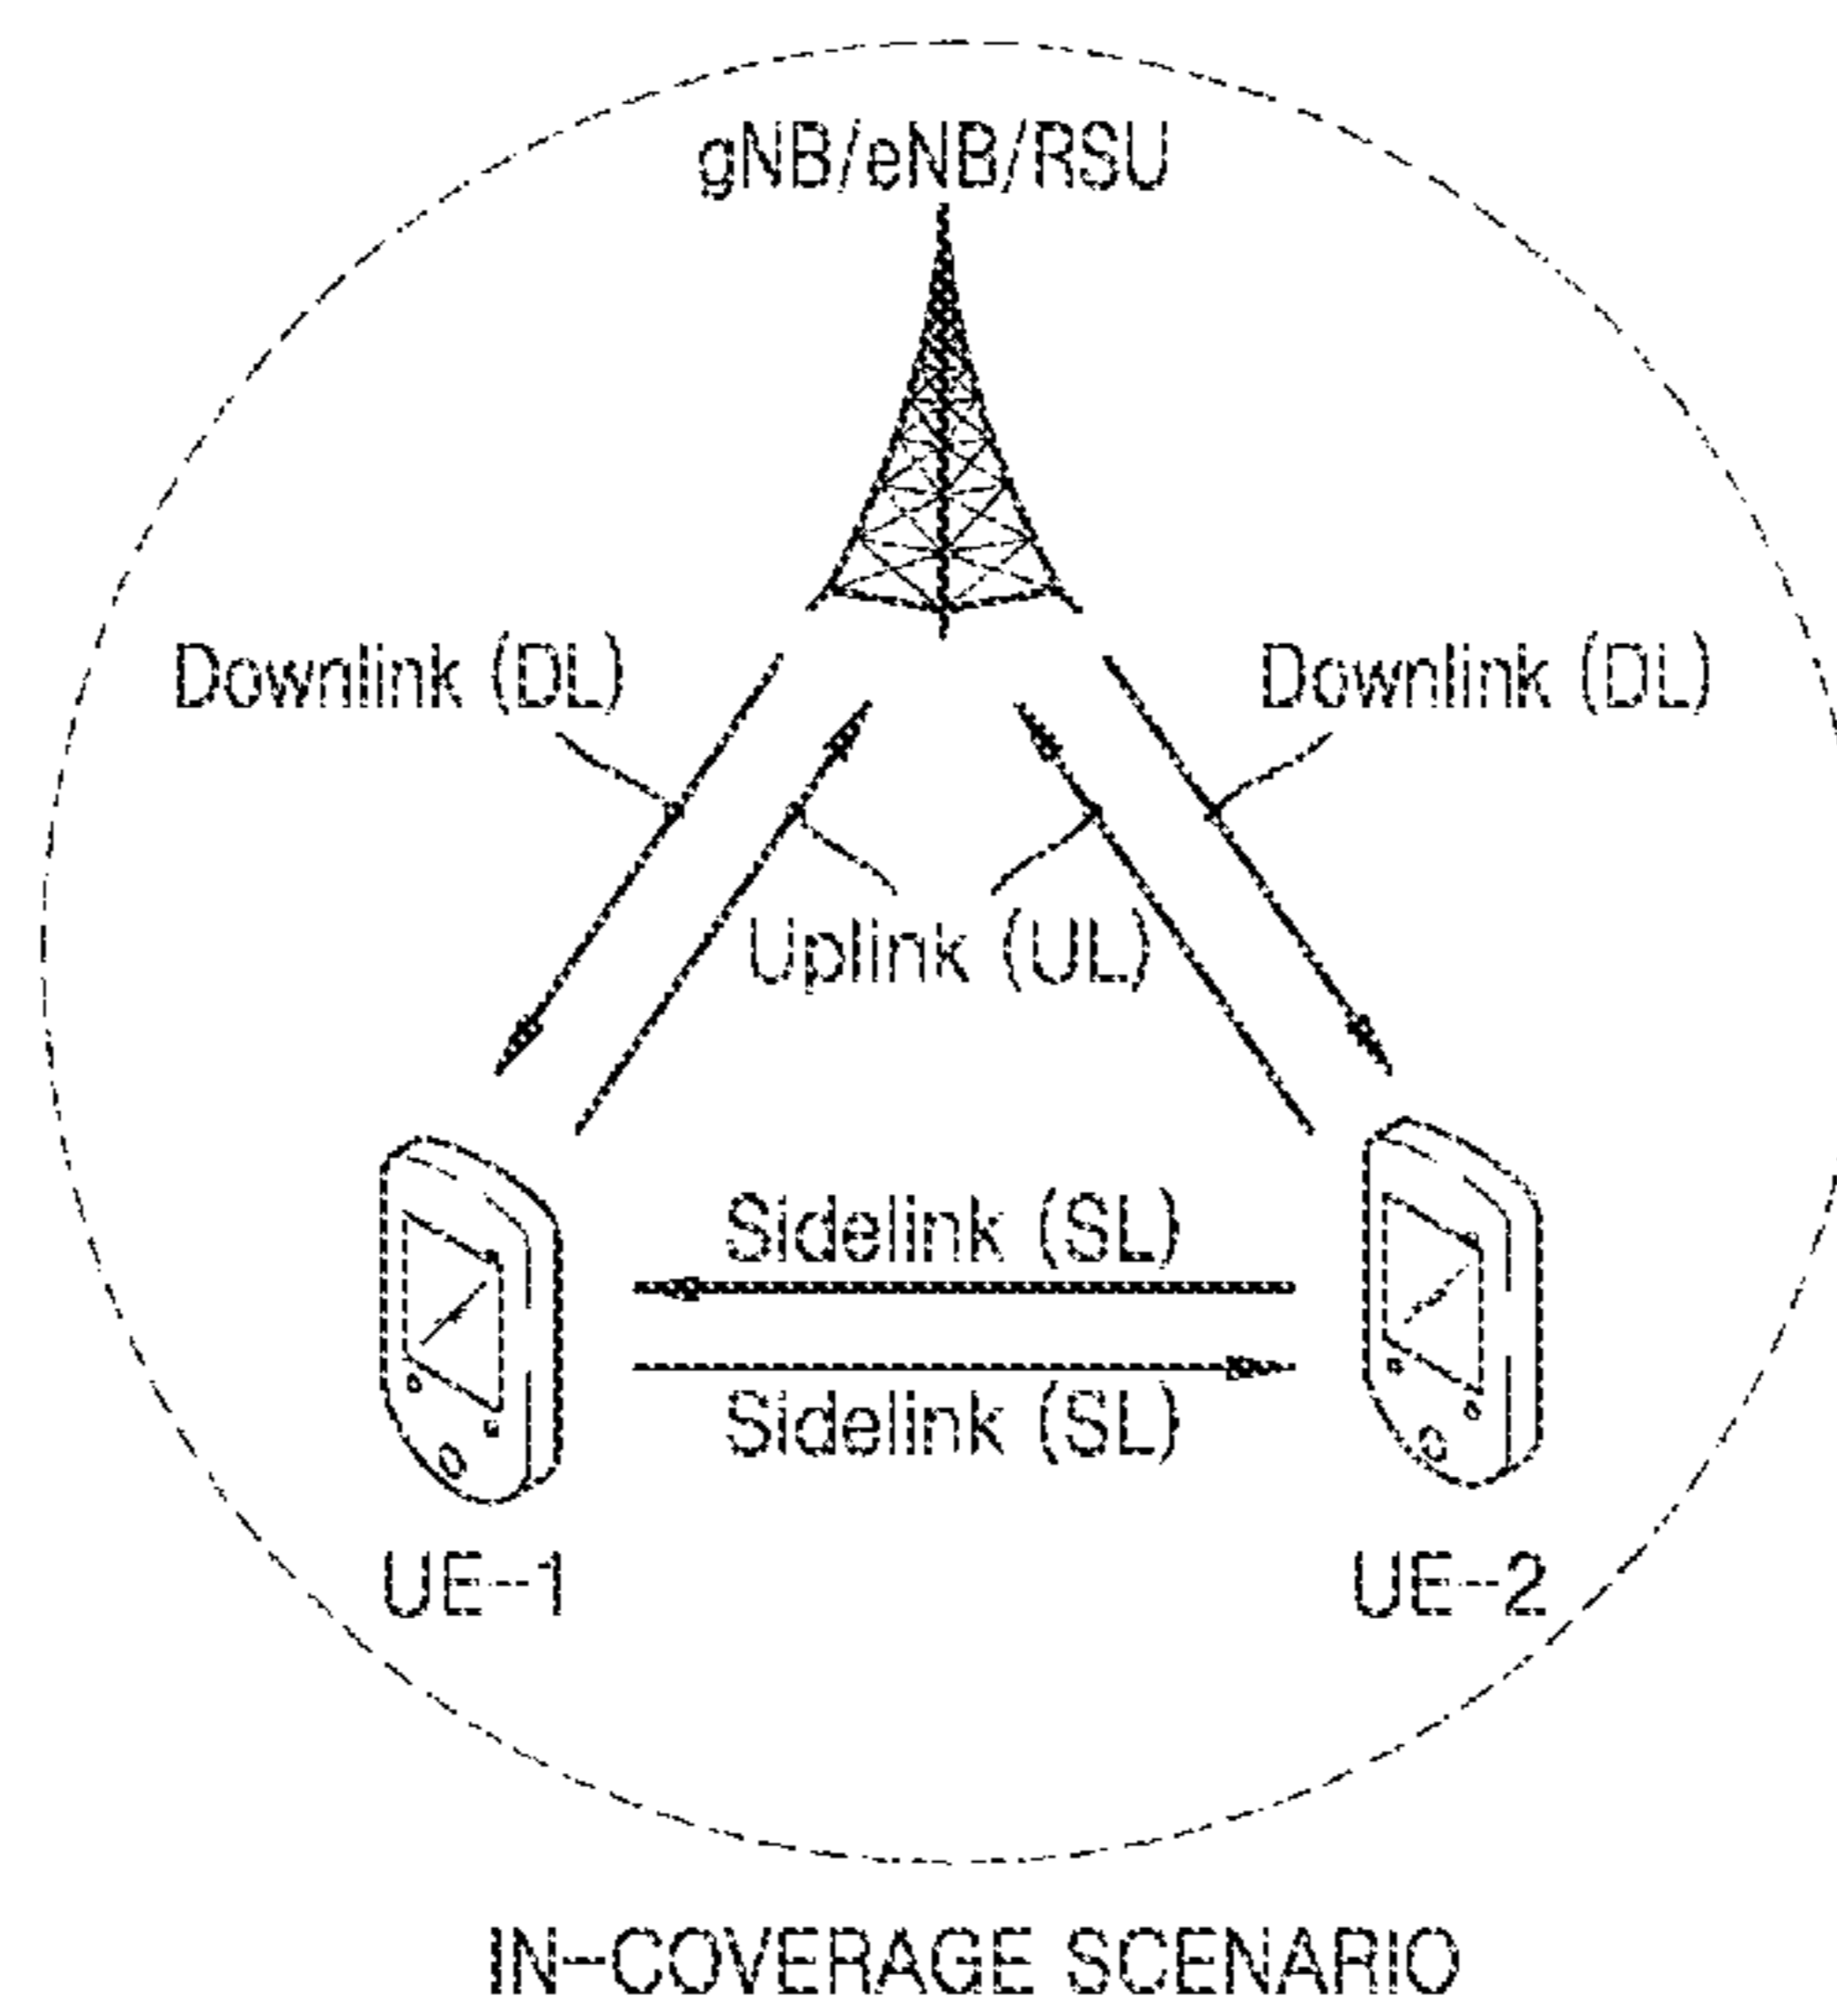 gNB/eNB/RSU
Downlink (DL)
Downlink (DL)
Uplink (UL)
Sidelink (SL)
Sidelink (SL)
UE-1
UE-2
IN-COVERAGE SCENARIO